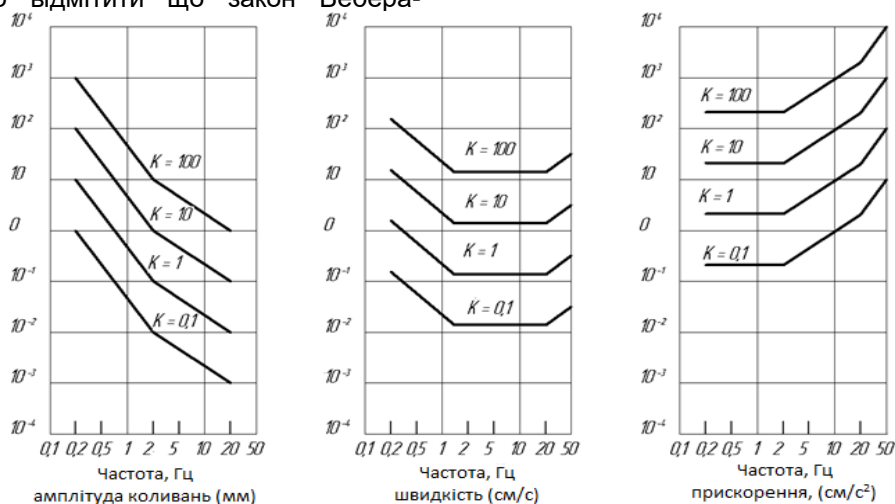 відмітити що закон Вебера-
10⁴
10³
10²
10
0
10⁻¹
10⁻²
10⁻³
10⁻⁴
K = 100
K = 10
K = 1
K = 0,1
0,1 0,2 0,5 1 2 5 10 20 50
Частота, Гц
амплітуда коливань (мм)
10⁴
10³
10²
10
0
10⁻¹
10⁻²
10⁻³
10⁻⁴
K = 100
K = 10
K = 1
K = 0,1
0,1 0,2 0,5 1 2 5 10 20 50
Частота, Гц
швидкість (см/с)
10⁴
10³
10²
10
0
10⁻¹
10⁻²
10⁻³
10⁻⁴
K = 100
K = 10
K = 1
K = 0,1
0,1 0,2 0,5 1 2 5 10 20 50
Частота, Гц
прискорення, (см/с²)